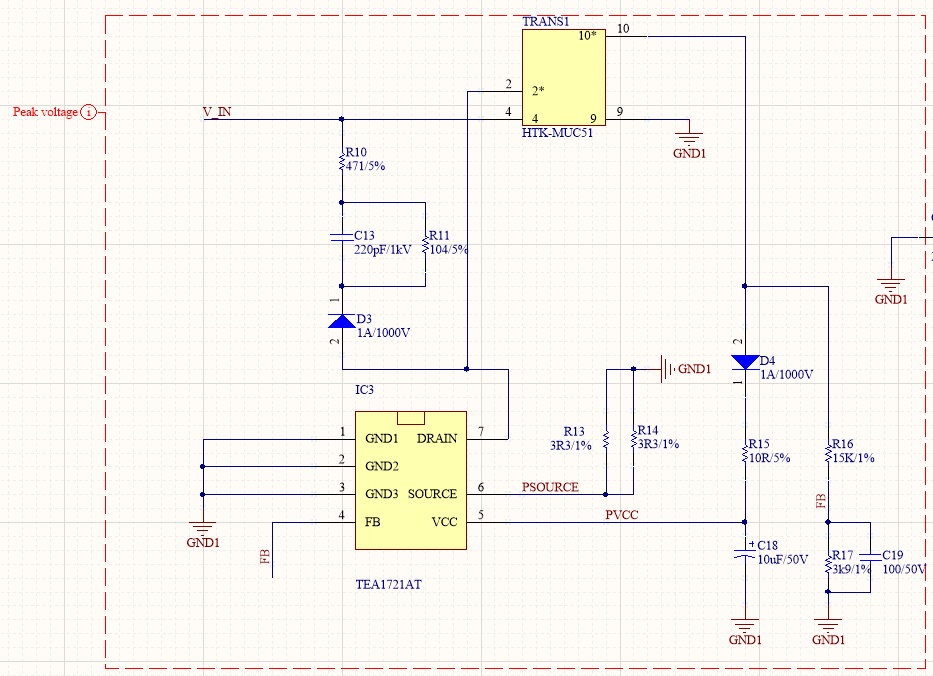 TRANS1
10* 10
2 2*
Peak voltage 1
V_IN
4 4 9 9
HTK-MUC51
GND1
R10
471/5%
C13
220pF/1kV
R11
104/5%
GND1
1
D3
1A/1000V
2
2
D4
1A/1000V
1
GND1
IC3
1 GND1 DRAIN 7
2 GND2
3 GND3 SOURCE 6
4 FB VCC 5
R13
3R3/1%
R14
3R3/1%
R15
10R/5%
R16
15K/1%
PSOURCE
FB
PVCC
GND1
FB
C18
+
10uF/50V
R17
3k9/1%
C19
100/50V
TEA1721AT
GND1
GND1